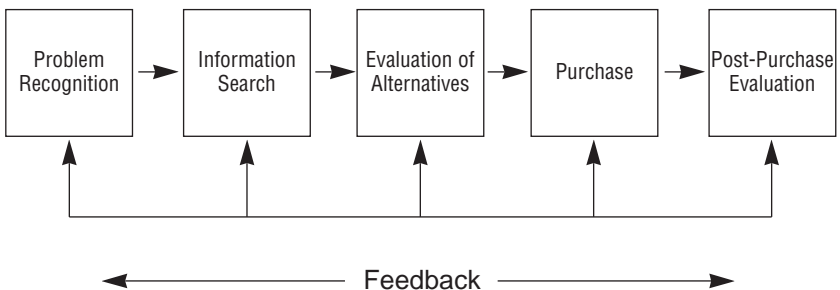 Problem
Recognition
Information
Search
Evaluation of
Alternatives
Purchase
Post-Purchase
Evaluation
Feedback